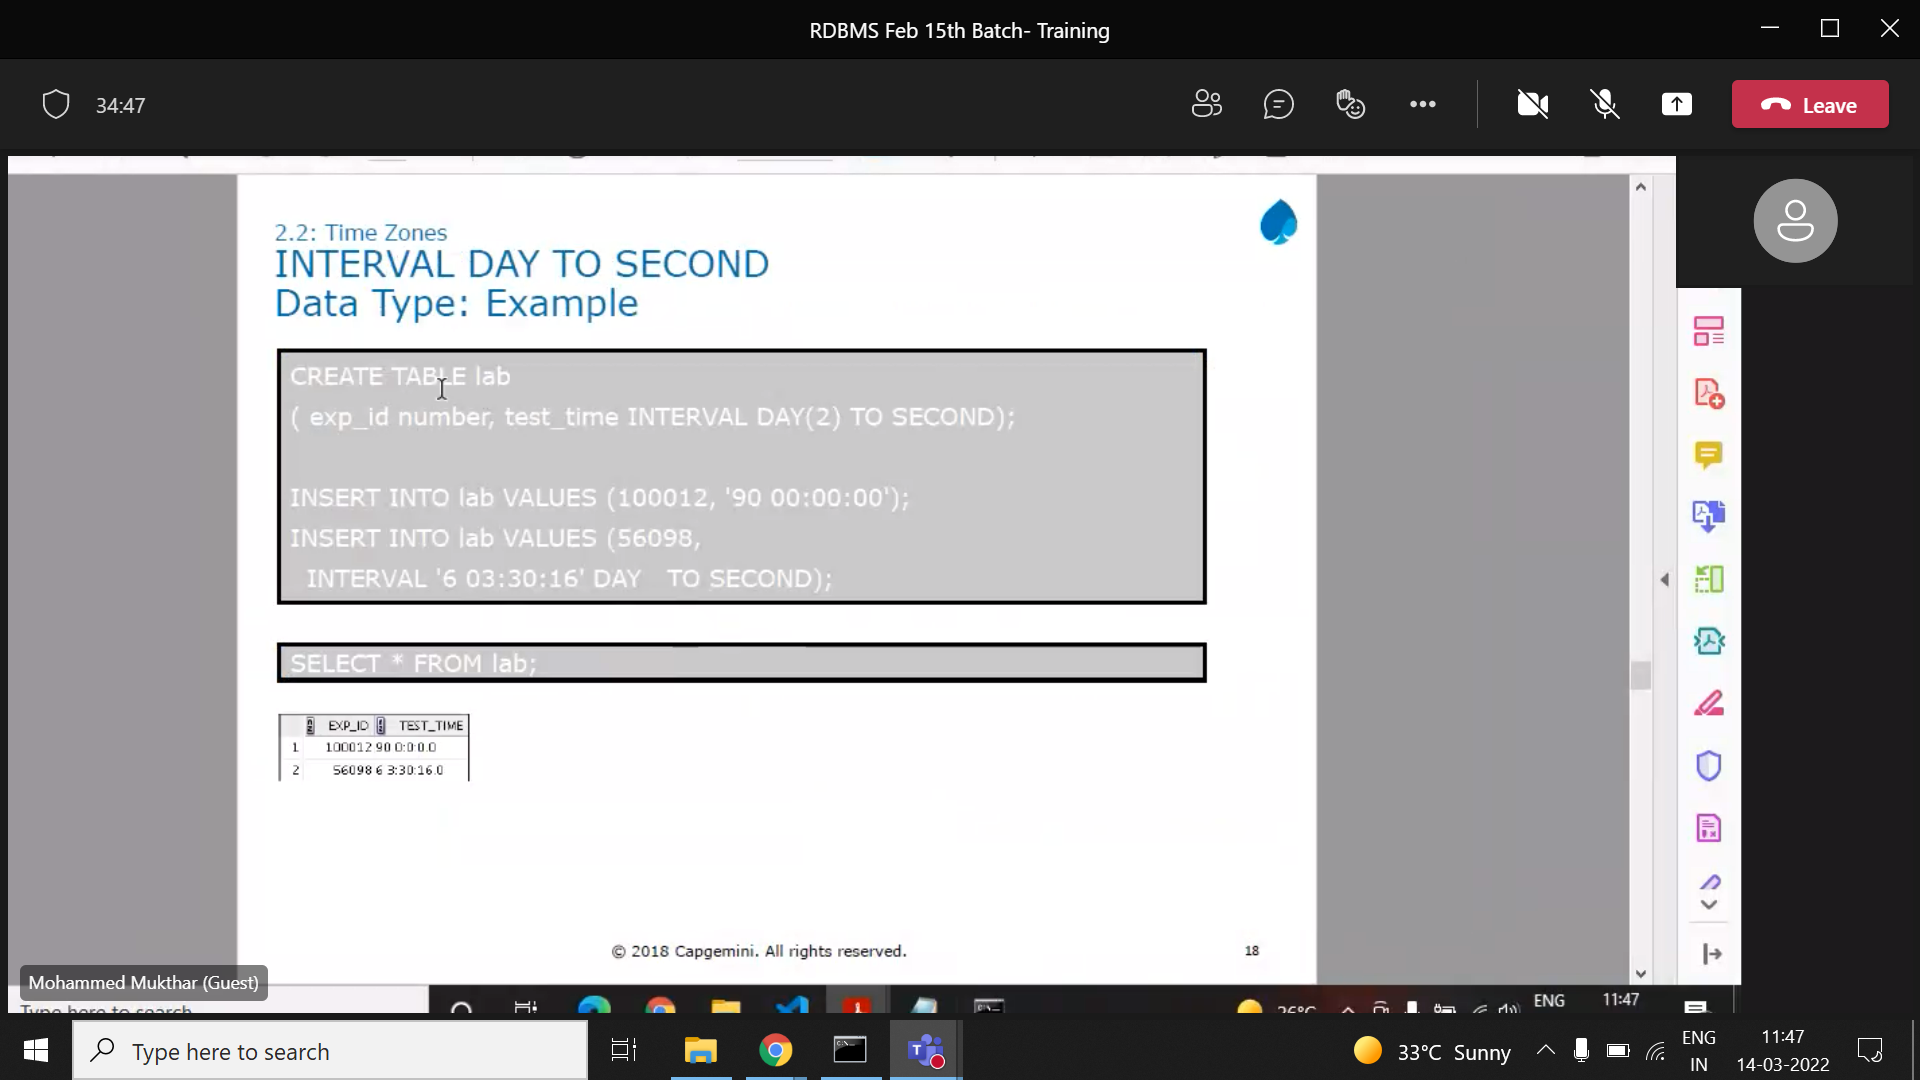 RDBMS Feb 15th Batch- Training
34:47
Leave
2.2: Time Zones
INTERVAL DAY TO SECOND
Data Type: Example
CREATE TABLE lab
( exp_id number, test_time INTERVAL DAY(2) TO SECOND);
INSERT INTO lab VALUES (100012, '90 00:00:00');
INSERT INTO lab VALUES (56098,
INTERVAL '6 03:30:16' DAY TO SECOND);
SELECT * FROM lab;
EXP_ID TEST_TIME
1 100012 90 0:0:0.0
2 56098 6 3:30:16.0
© 2018 Capgemini. All rights reserved.
18
Mohammed Mukthar (Guest)
Type here to search
26°C
ENG
11:47
Type here to search
T
33°C Sunny
ENG
IN
11:47
14-03-2022